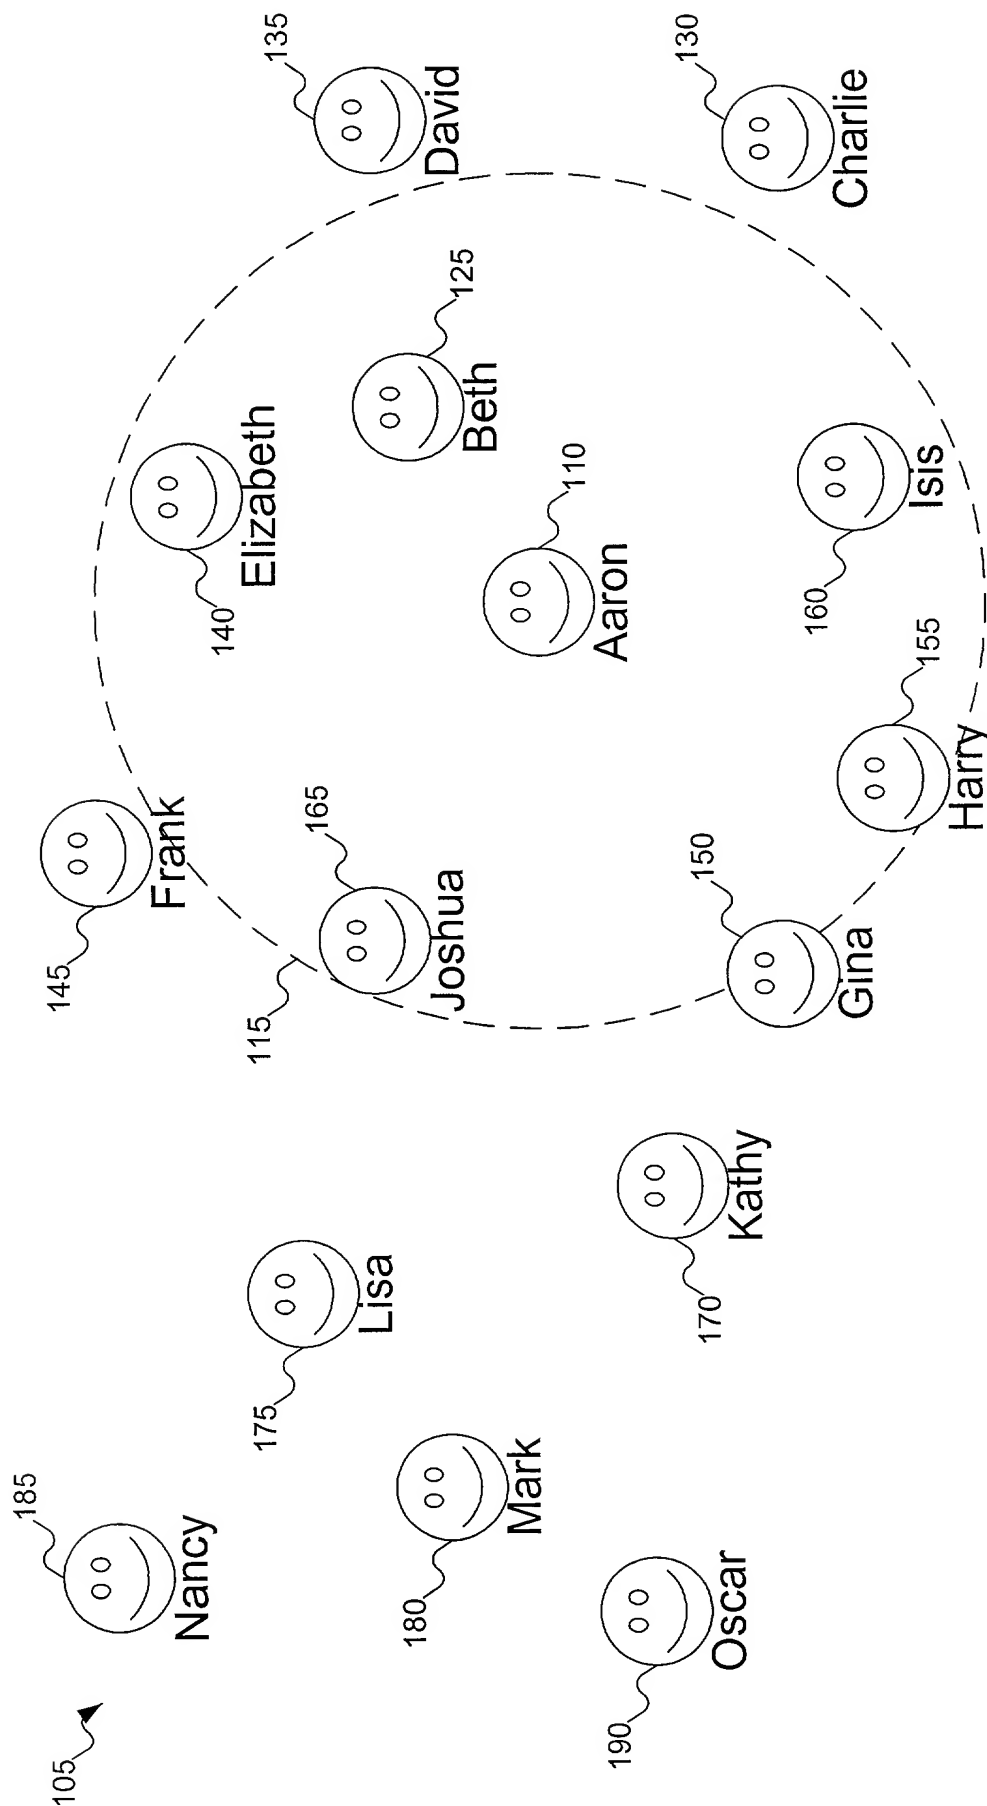 185
145
105
Nancy
Frank
140
175
115
Elizabeth
135
165
Lisa
180
Joshua
David
125
Beth
Mark
110
Aaron
190
150
130
170
Oscar
Kathy
160
Gina
Charlie
155
Isis
Harry